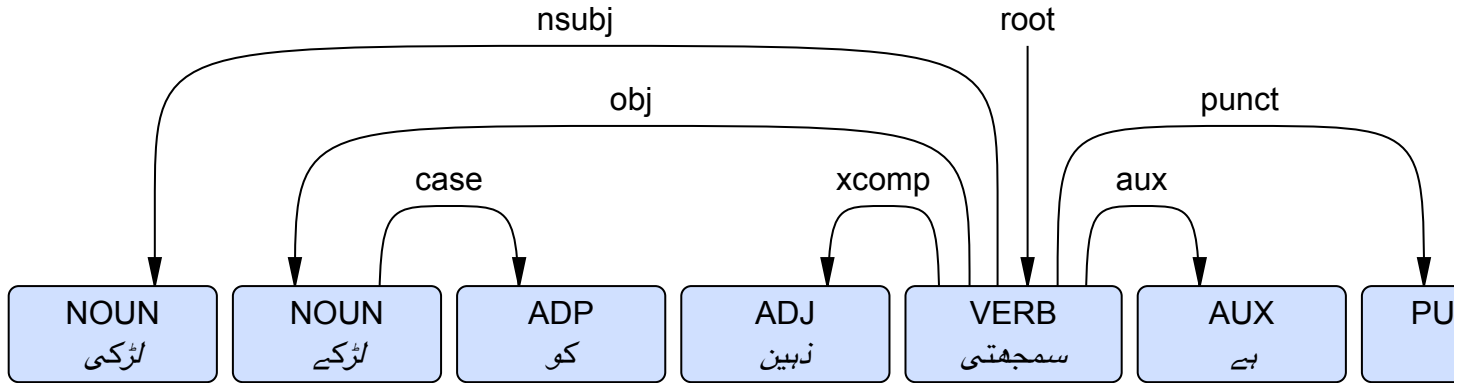 nsubj root
obj punct
case xcomp aux
NOUN NOUN ADP ADJ VERB AUX PU
لڑکی لڑکے کو ذہین سمجھتی ہے